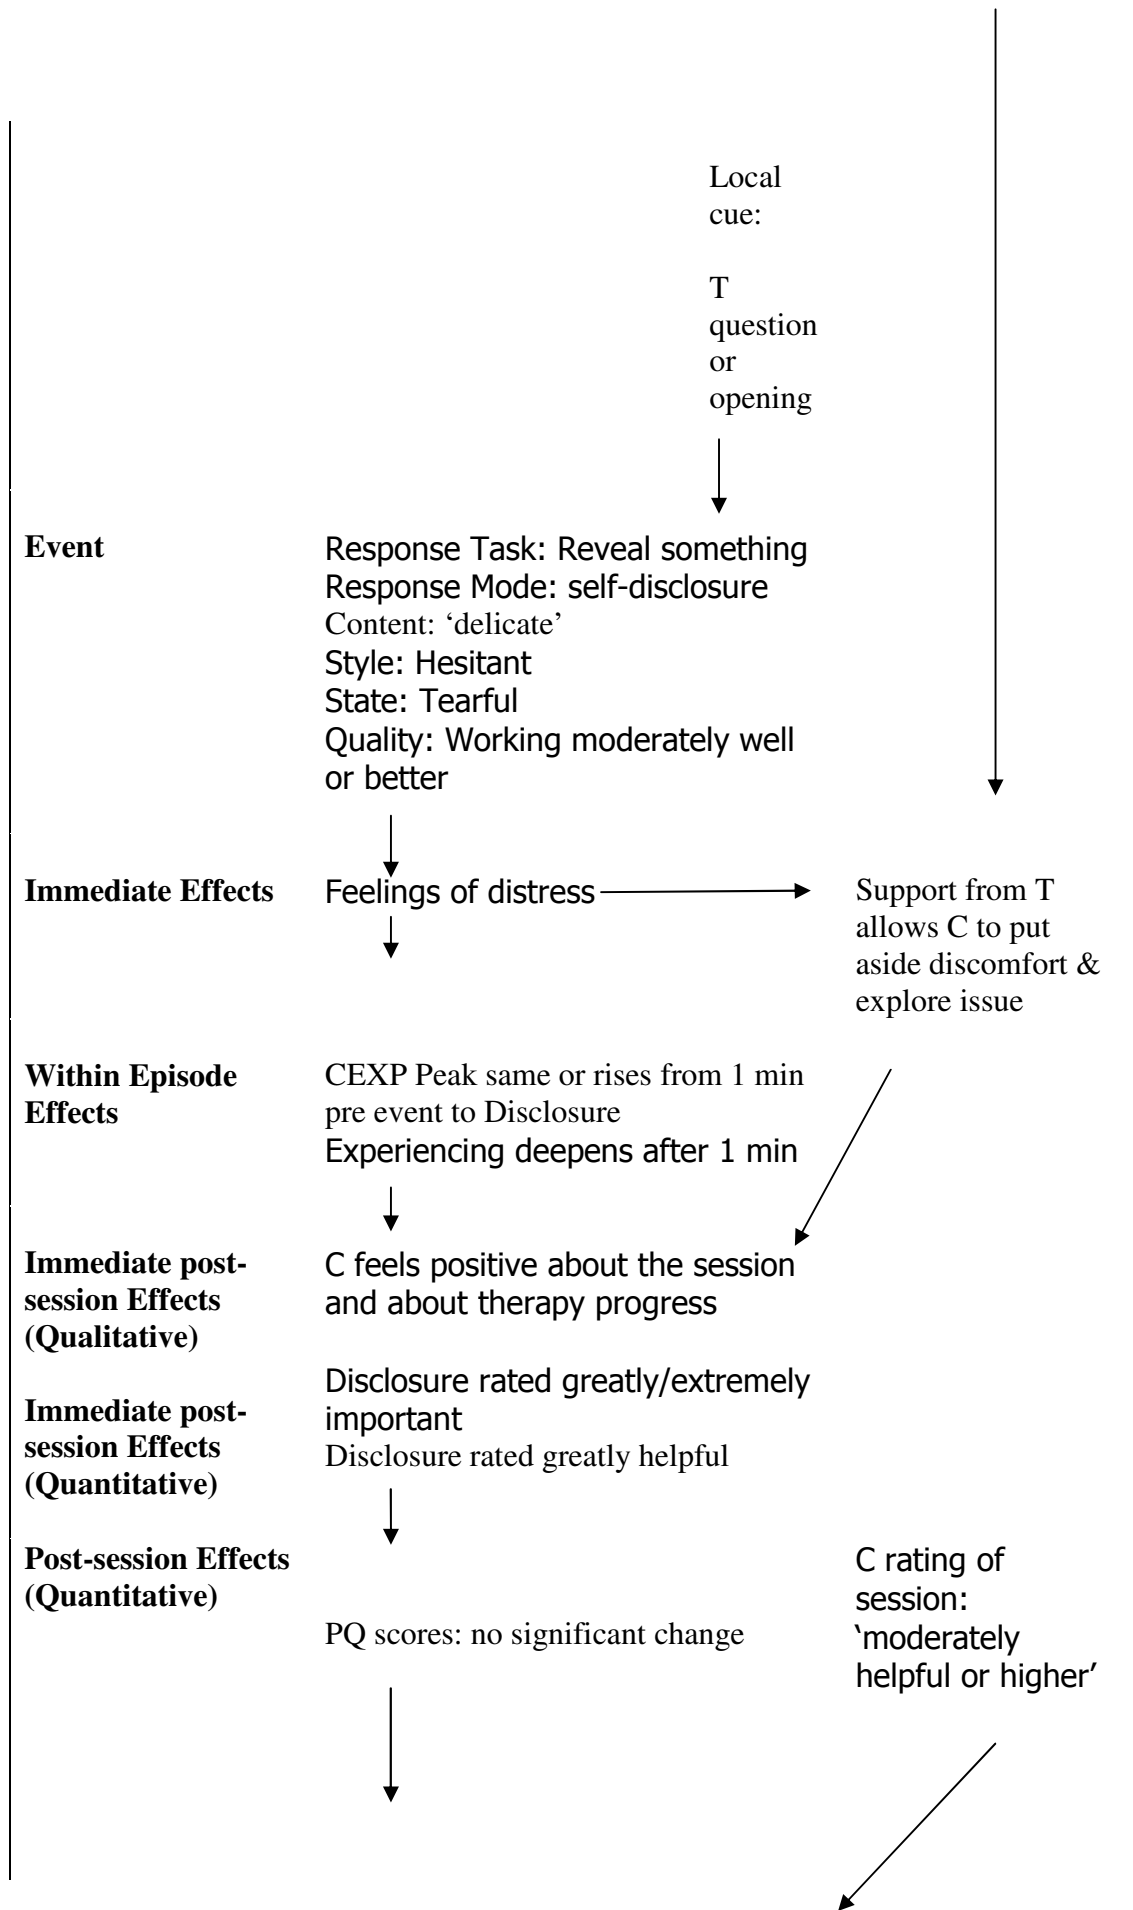 Local
cue:
T
question
or
opening
Event
Response Task: Reveal something
Response Mode: self-disclosure
Content: ‘delicate’
Style: Hesitant
State: Tearful
Quality: Working moderately well
or better
Immediate Effects
Feelings of distress
Support from T
allows C to put
aside discomfort &
explore issue
Within Episode
Effects
CEXP Peak same or rises from 1 min
pre event to Disclosure
Experiencing deepens after 1 min
Immediate post-
session Effects
(Qualitative)
C feels positive about the session
and about therapy progress
Immediate post-
session Effects
(Quantitative)
Disclosure rated greatly/extremely
important
Disclosure rated greatly helpful
Post-session Effects
(Quantitative)
PQ scores: no significant change
C rating of
session:
‘moderately
helpful or higher’